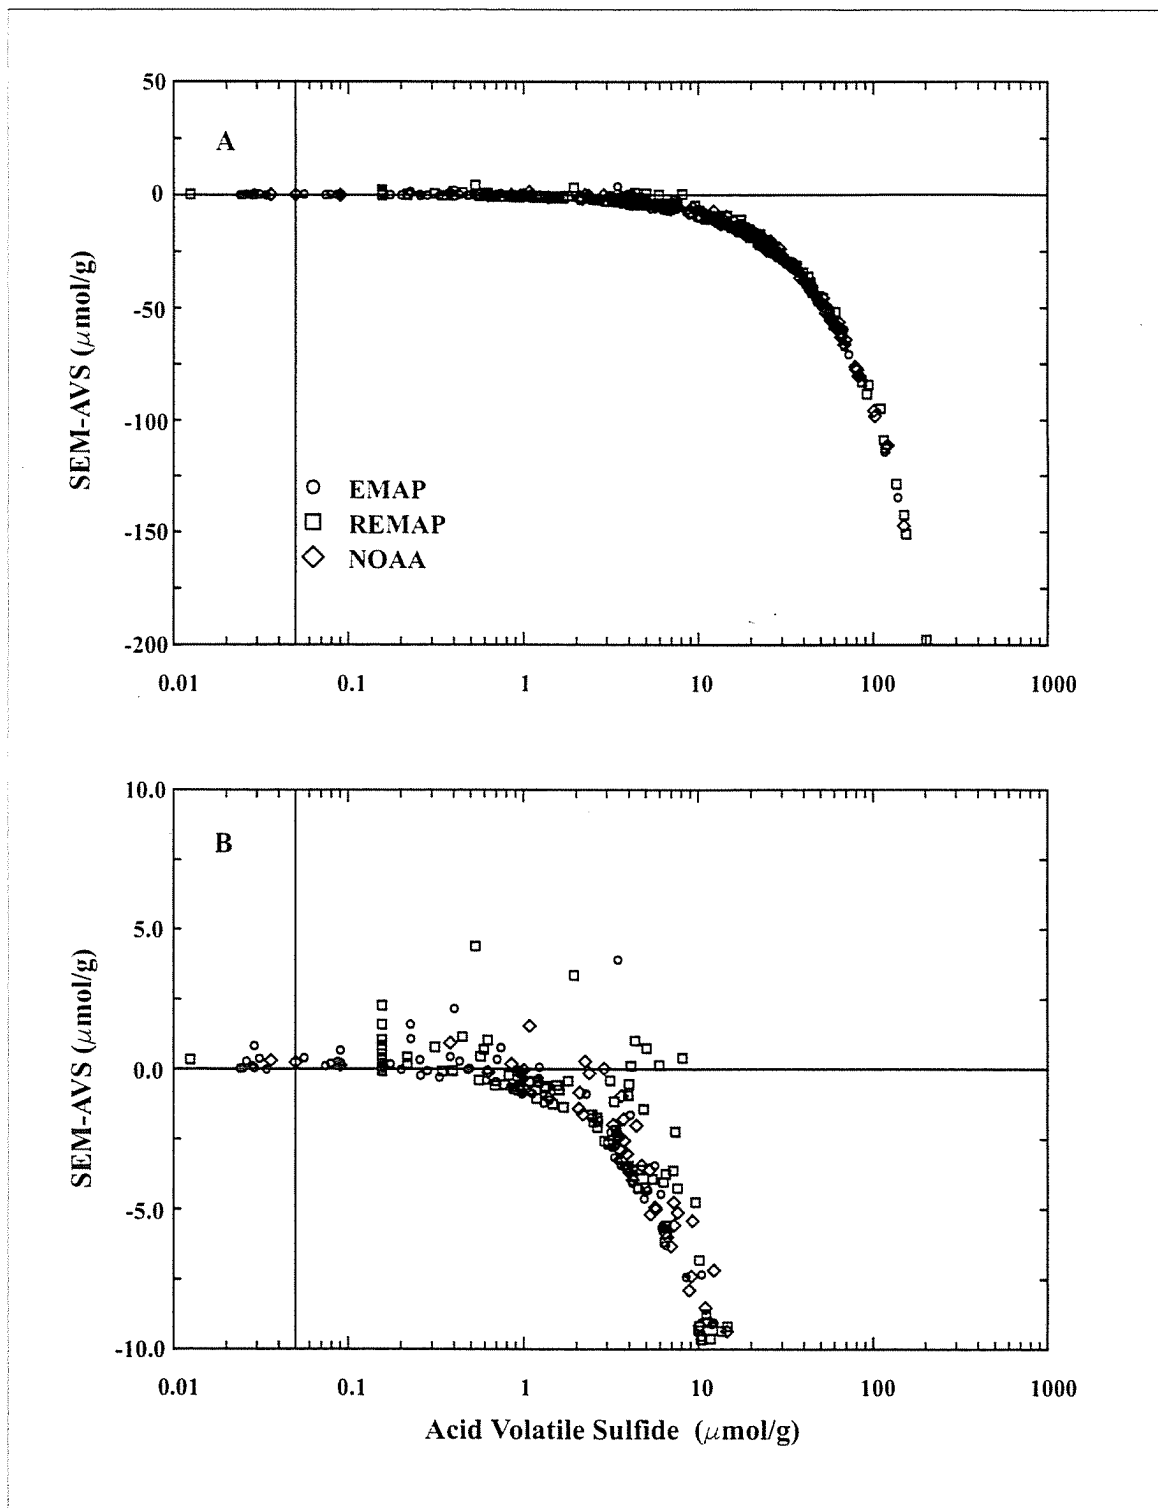 50
A
0
-50
-100
-150
-200
SEM-AVS (μmol/g)
EMAP
REMAP
NOAA
0.01 0.1 1 10 100 1000
10.0
B
5.0
0.0
-5.0
-10.0
SEM-AVS (μmol/g)
0.01 0.1 1 10 100 1000
Acid Volatile Sulfide (μmol/g)